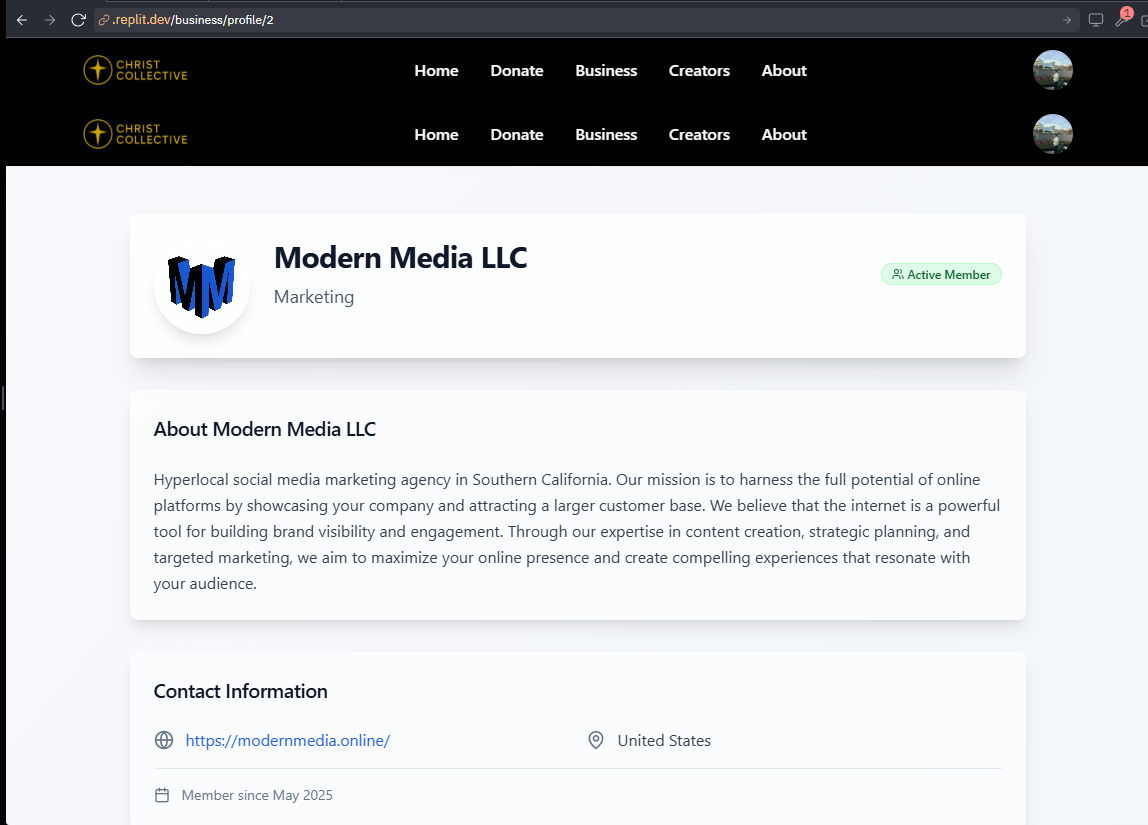 .replit.dev/business/profile/2
1
CHRIST
COLLECTIVE
Home Donate Business Creators About
CHRIST
COLLECTIVE
Home Donate Business Creators About
MM
Modern Media LLC
Marketing
Active Member
About Modern Media LLC
Hyperlocal social media marketing agency in Southern California. Our mission is to harness the full potential of online
platforms by showcasing your company and attracting a larger customer base. We believe that the internet is a powerful
tool for building brand visibility and engagement. Through our expertise in content creation, strategic planning, and
targeted marketing, we aim to maximize your online presence and create compelling experiences that resonate with
your audience.
Contact Information
https://modernmedia.online/
United States
Member since May 2025